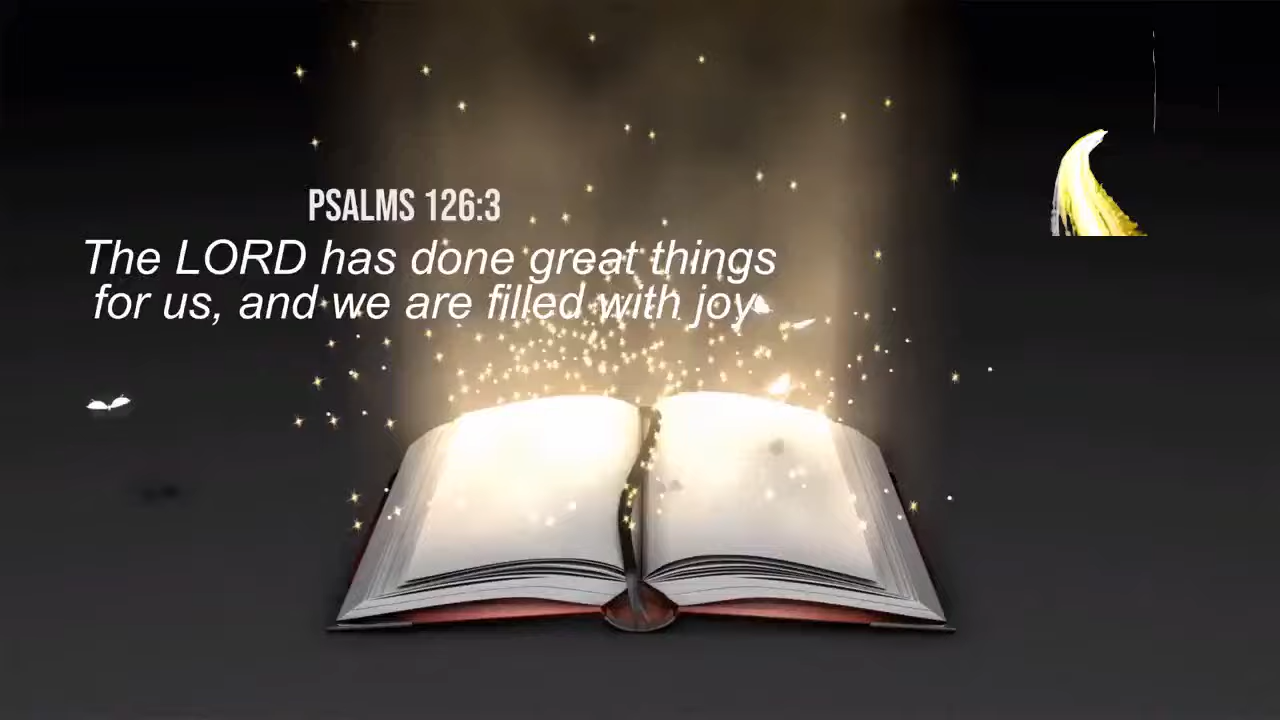 PSALMS 126:3
The LORD has done great things
for us, and we are filled with joy